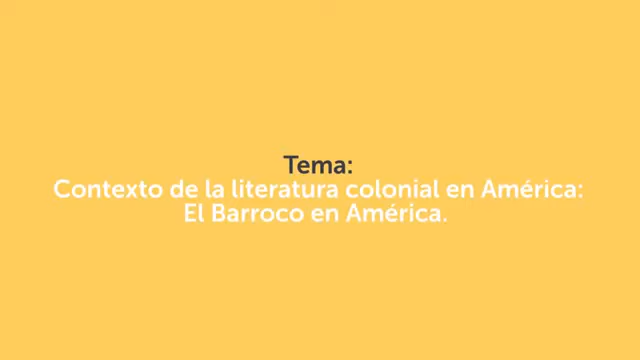 Tema:
Contexto de la literatura colonial en América:
El Barroco en América.